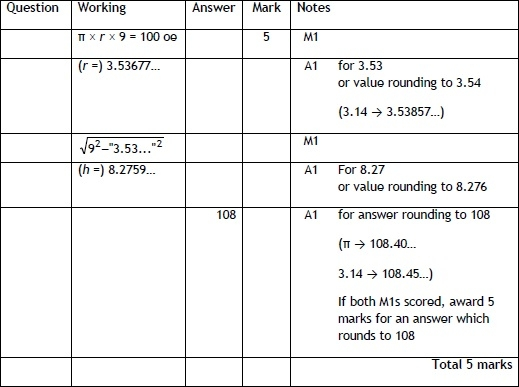 Question Working Answer Mark Notes
π × r × 9 = 100 oe 5 M1
(r =) 3.53677... A1 for 3.53
or value rounding to 3.54
(3.14 → 3.53857...)
√9²–"3.53..."² M1
(h =) 8.2759... A1 For 8.27
or value rounding to 8.276
108 A1 for answer rounding to 108
(π → 108.40...
3.14 → 108.45...)
If both M1s scored, award 5
marks for an answer which
rounds to 108
Total 5 marks